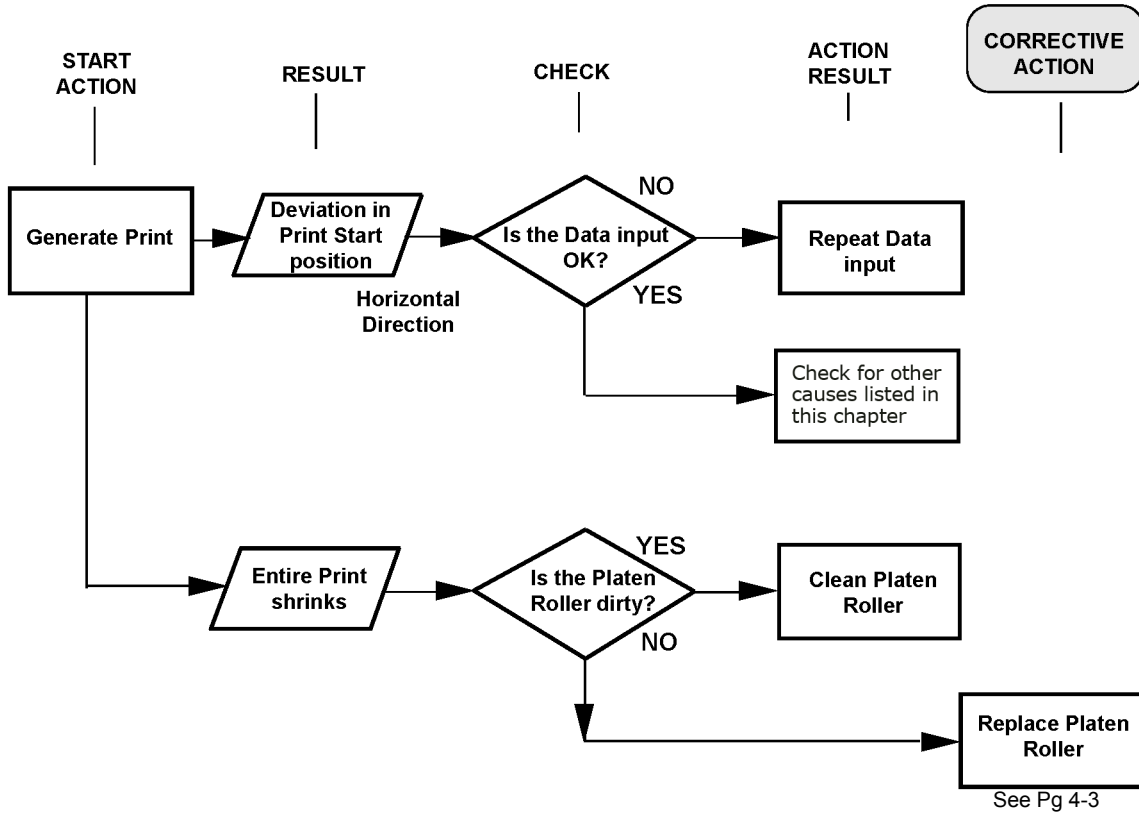 START
ACTION
RESULT
CHECK
ACTION
RESULT
CORRECTIVE
ACTION
Generate Print
Deviation in
Print Start
position
Horizontal
Direction
Is the Data input
OK?
NO
YES
Repeat Data
input
Check for other
causes listed in
this chapter
Entire Print
shrinks
Is the Platen
Roller dirty?
YES
NO
Clean Platen
Roller
Replace Platen
Roller
See Pg 4-3